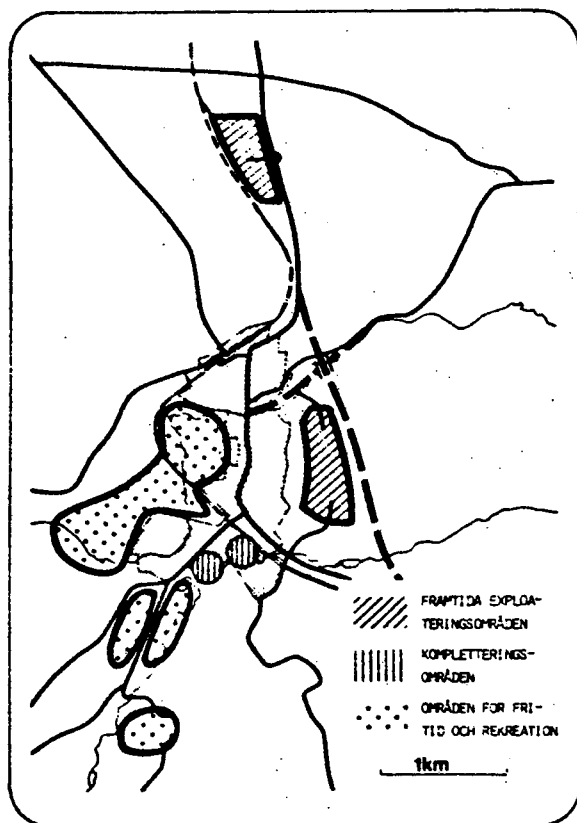 FRAMTIDA EXPLOA-
TERINGSOMRÅDEN
KOMPLETTERINGS-
OMRÅDEN
OMRÅDEN FÖR FRI-
TID OCH REKREATION
1km